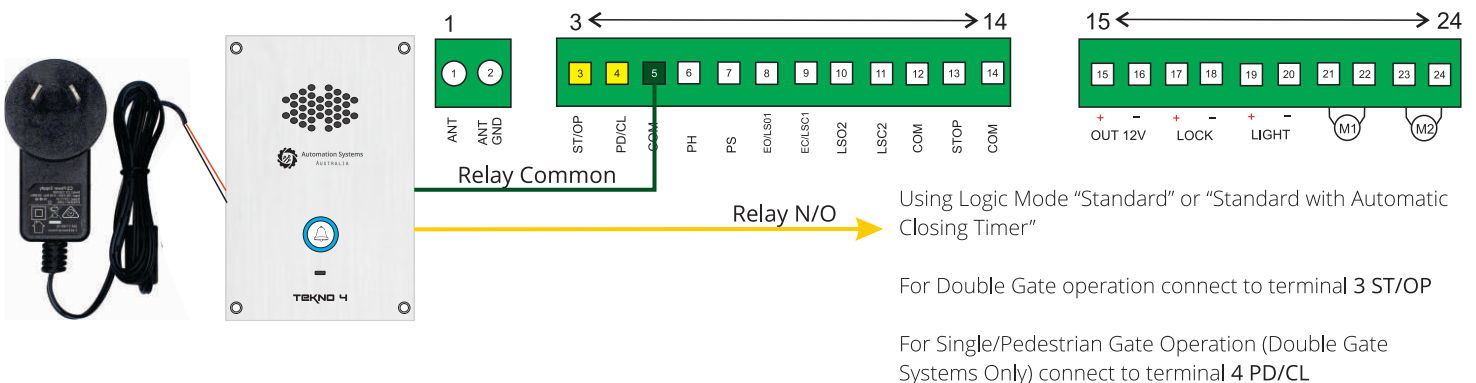 1
3
14
15
24
1
2
3
4
5
6
7
8
9
10
11
12
13
14
15
16
17
18
19
20
21
22
23
24
ANT
ANT
GND
ST/OP
PD/CL
COM
PH
PS
EO/LS01
EC/LSC1
LSO2
LSC2
COM
STOP
COM
+ - + - + -
OUT 12V
LOCK
LIGHT
M1
M2
Automation Systems
AUSTRALIA
TEKNO 4
Relay Common
Relay N/O
Using Logic Mode “Standard” or “Standard with Automatic
Closing Timer”
For Double Gate operation connect to terminal 3 ST/OP
For Single/Pedestrian Gate Operation (Double Gate
Systems Only) connect to terminal 4 PD/CL